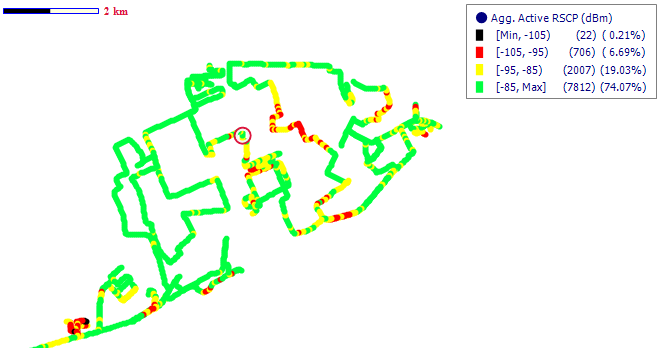 2 km
Agg. Active RSCP (dBm)
[Min, -105) (22) ( 0.21%)
[-105, -95) (706) ( 6.69%)
[-95, -85) (2007) (19.03%)
[-85, Max] (7812) (74.07%)